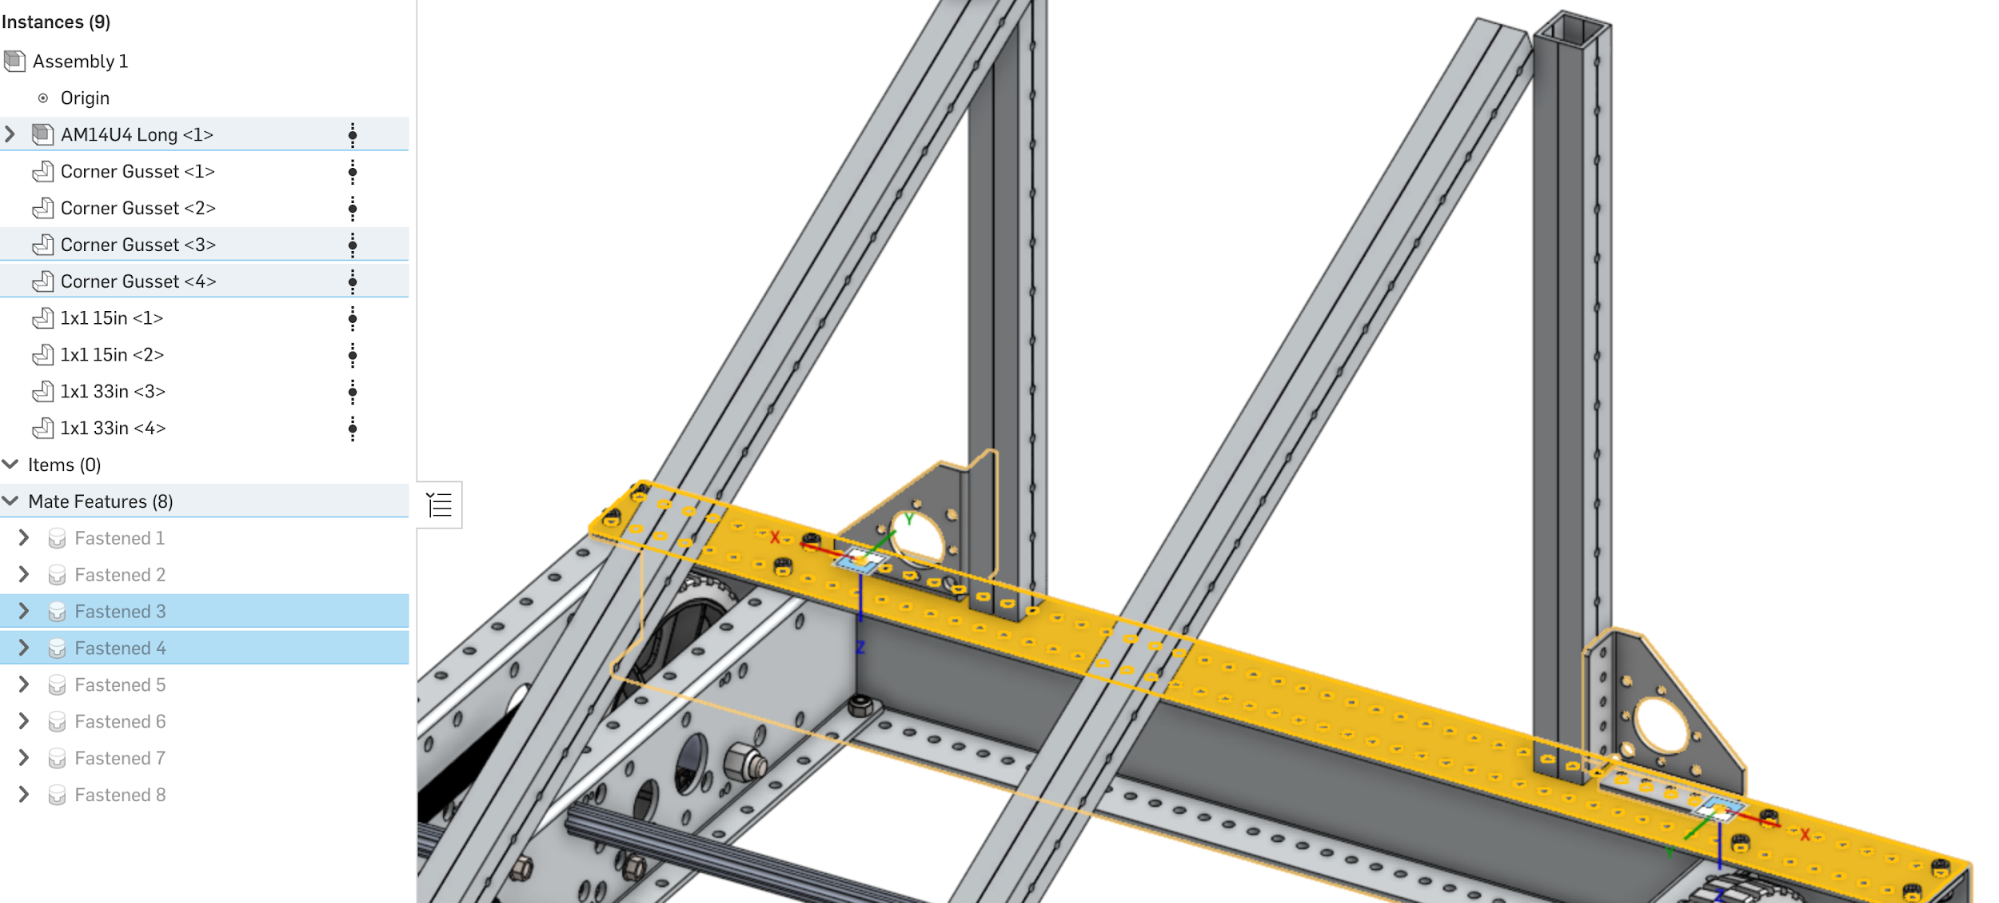 Instances (9)
Assembly 1
Origin
AM14U4 Long <1>
Corner Gusset <1>
Corner Gusset <2>
Corner Gusset <3>
Corner Gusset <4>
1x1 15in <1>
1x1 15in <2>
1x1 33in <3>
1x1 33in <4>
Items (0)
Mate Features (8)
Fastened 1
Fastened 2
Fastened 3
Fastened 4
Fastened 5
Fastened 6
Fastened 7
Fastened 8
X
Y
Z
X
Y
Z